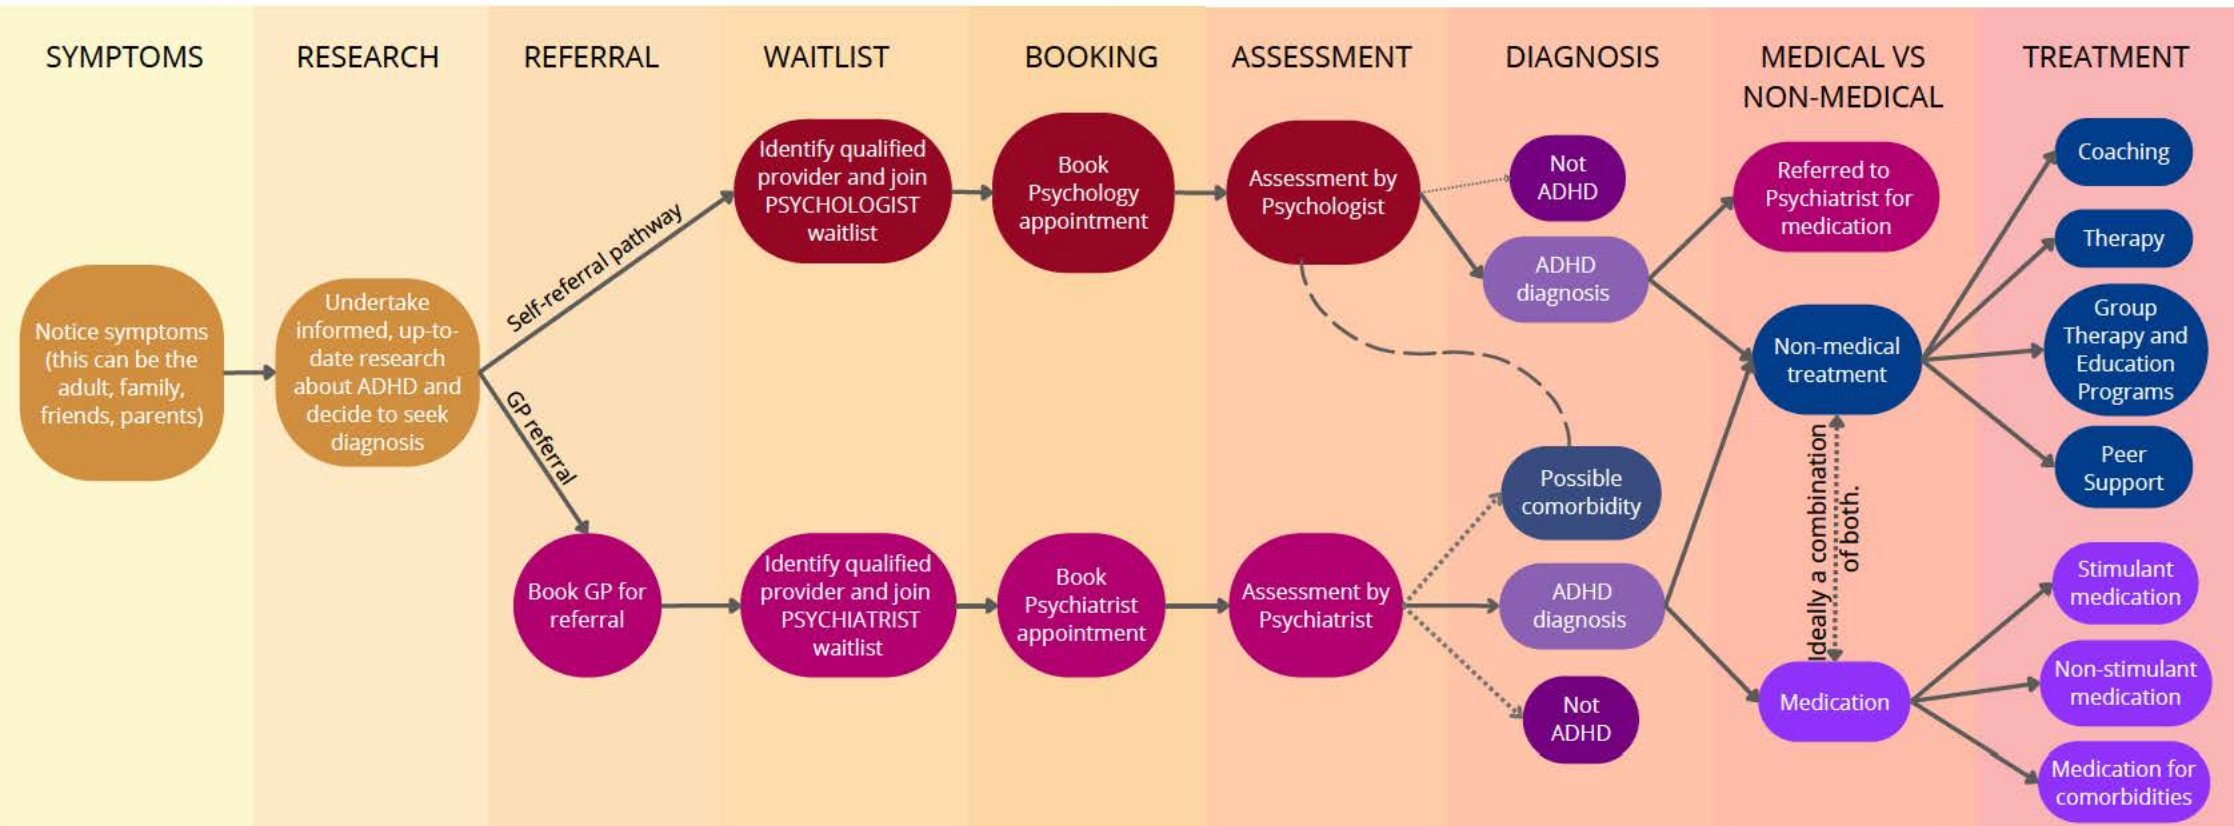 SYMPTOMS
RESEARCH
REFERRAL
WAITLIST
BOOKING
ASSESSMENT
DIAGNOSIS
MEDICAL VS
NON-MEDICAL
TREATMENT
Notice symptoms
(this can be the
adult, family,
friends, parents)
Undertake
informed, up-to-
date research
about ADHD and
decide to seek
diagnosis
Self-referral pathway
GP referral
Identify qualified
provider and join
PSYCHOLOGIST
waitlist
Book
Psychology
appointment
Assessment by
Psychologist
Not
ADHD
ADHD
diagnosis
Referred to
Psychiatrist for
medication
Non-medical
treatment
Coaching
Therapy
Group
Therapy and
Education
Programs
Peer
Support
Book GP for
referral
Identify qualified
provider and join
PSYCHIATRIST
waitlist
Book
Psychiatrist
appointment
Assessment by
Psychiatrist
Possible
comorbidity
ADHD
diagnosis
Not
ADHD
Ideally a combination
of both.
Medication
Stimulant
medication
Non-stimulant
medication
Medication for
comorbidities